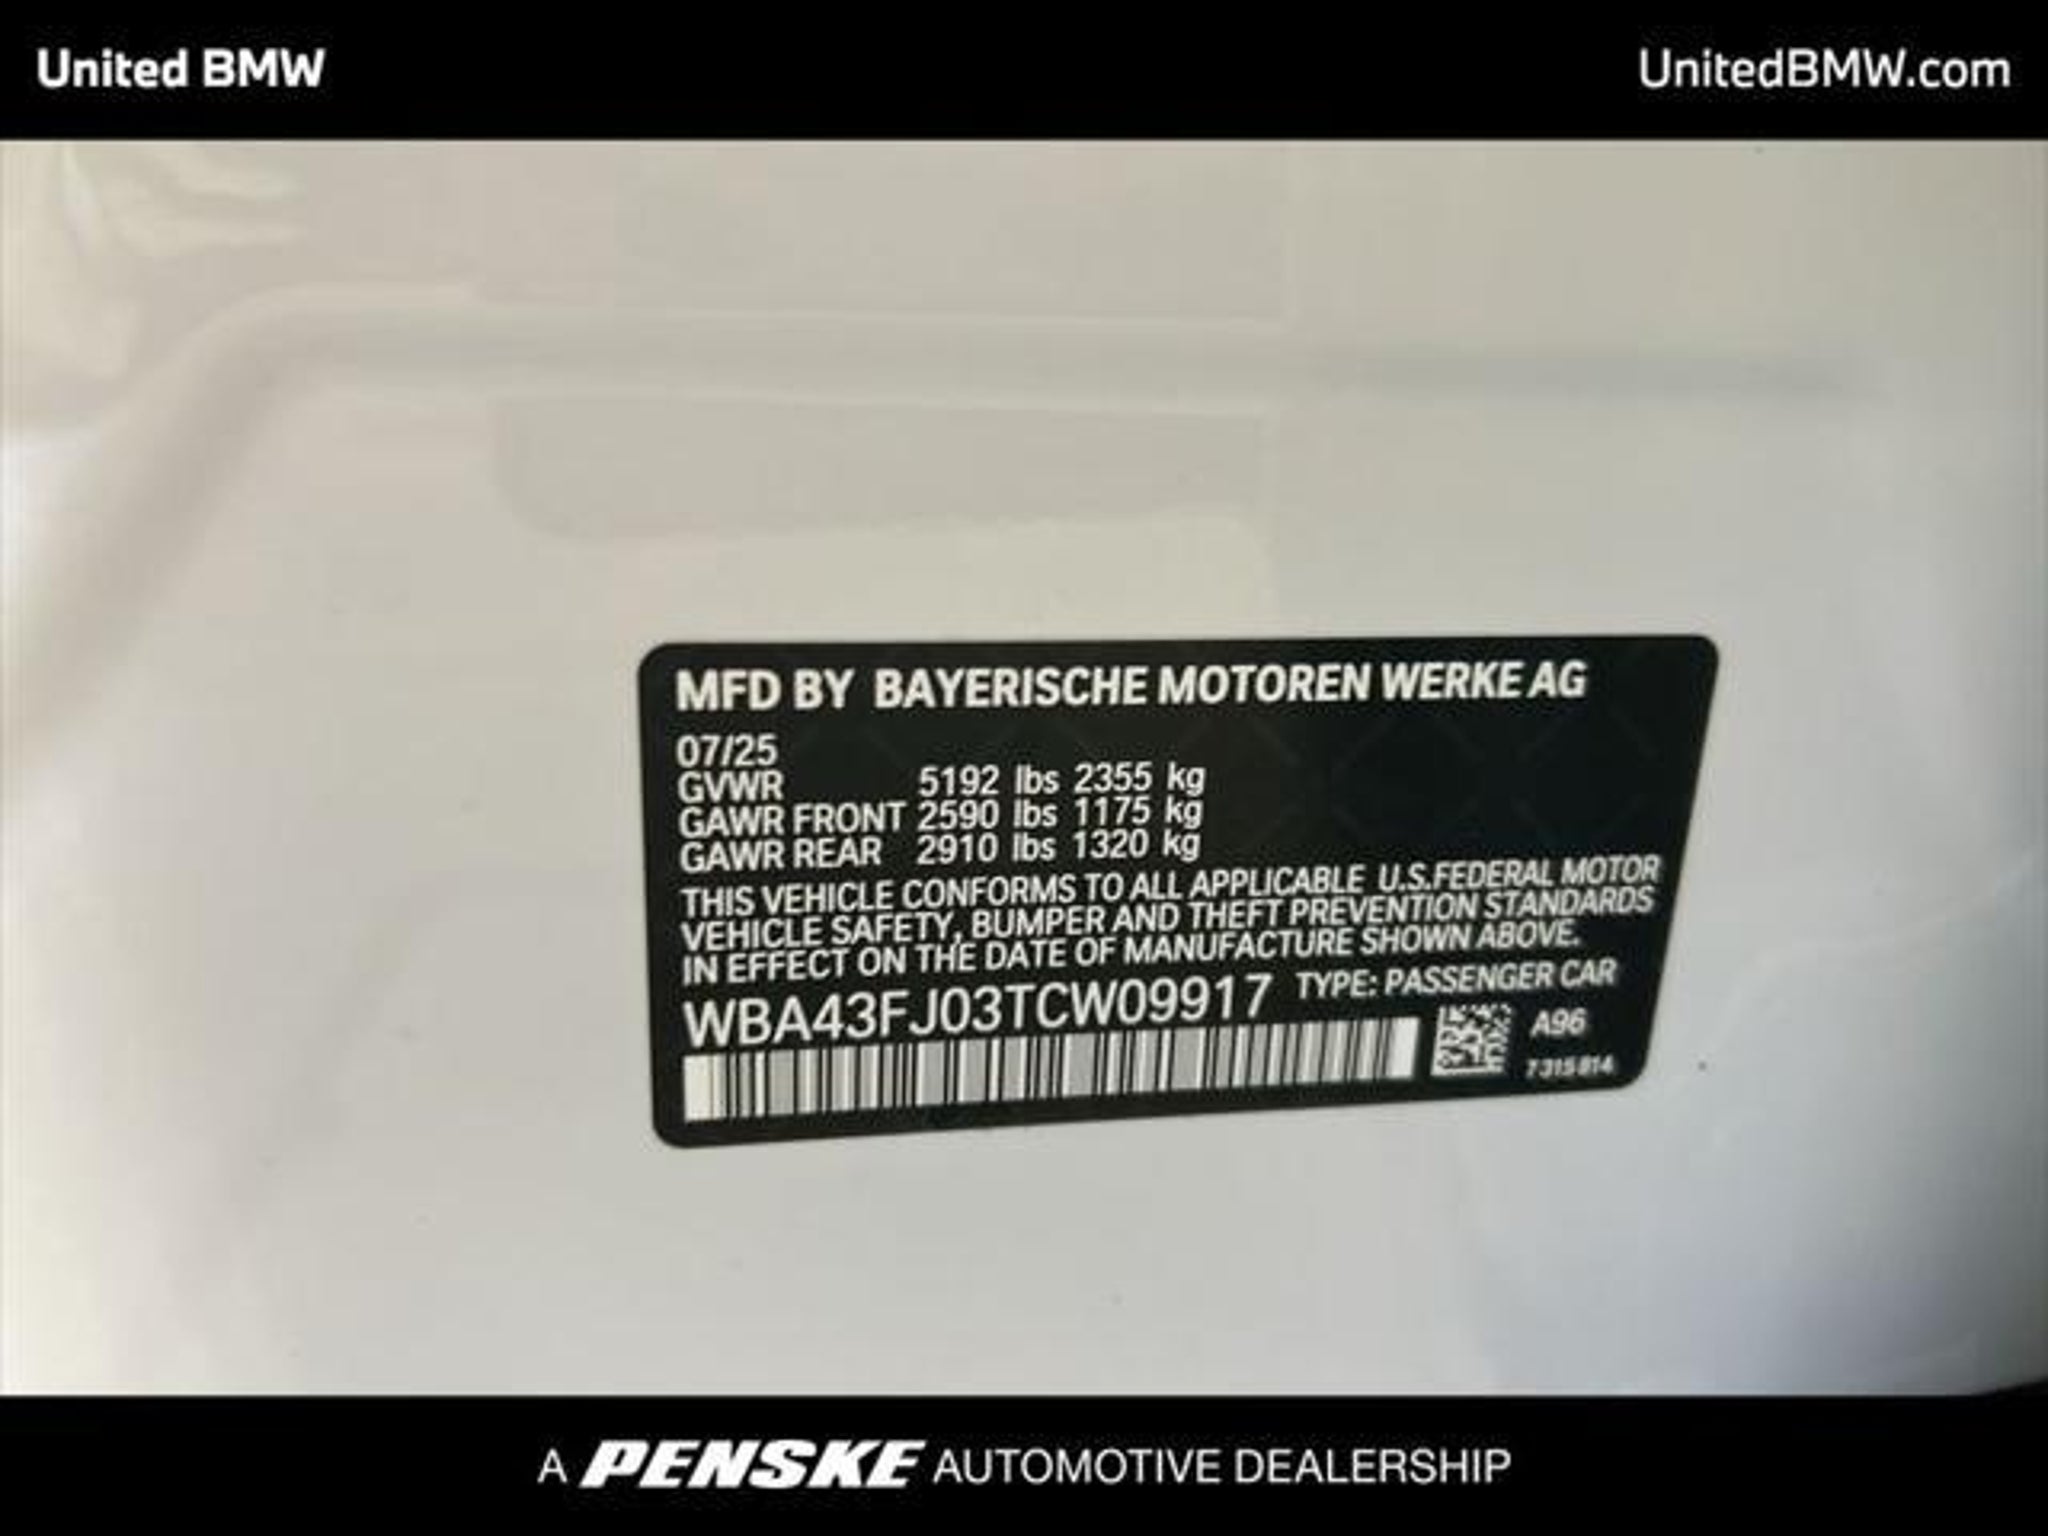 United BMW
UnitedBMW.com
MFD BY BAYERISCHE MOTOREN WERKE AG
07/25
GVWR 5192 lbs 2355 kg
GAWR FRONT 2590 lbs 1175 kg
GAWR REAR 2910 lbs 1320 kg
THIS VEHICLE CONFORMS TO ALL APPLICABLE U.S.FEDERAL MOTOR
VEHICLE SAFETY, BUMPER AND THEFT PREVENTION STANDARDS
IN EFFECT ON THE DATE OF MANUFACTURE SHOWN ABOVE.
WBA43FJ03TCW09917 TYPE: PASSENGER CAR
A96
7315814
A PENSKE AUTOMOTIVE DEALERSHIP